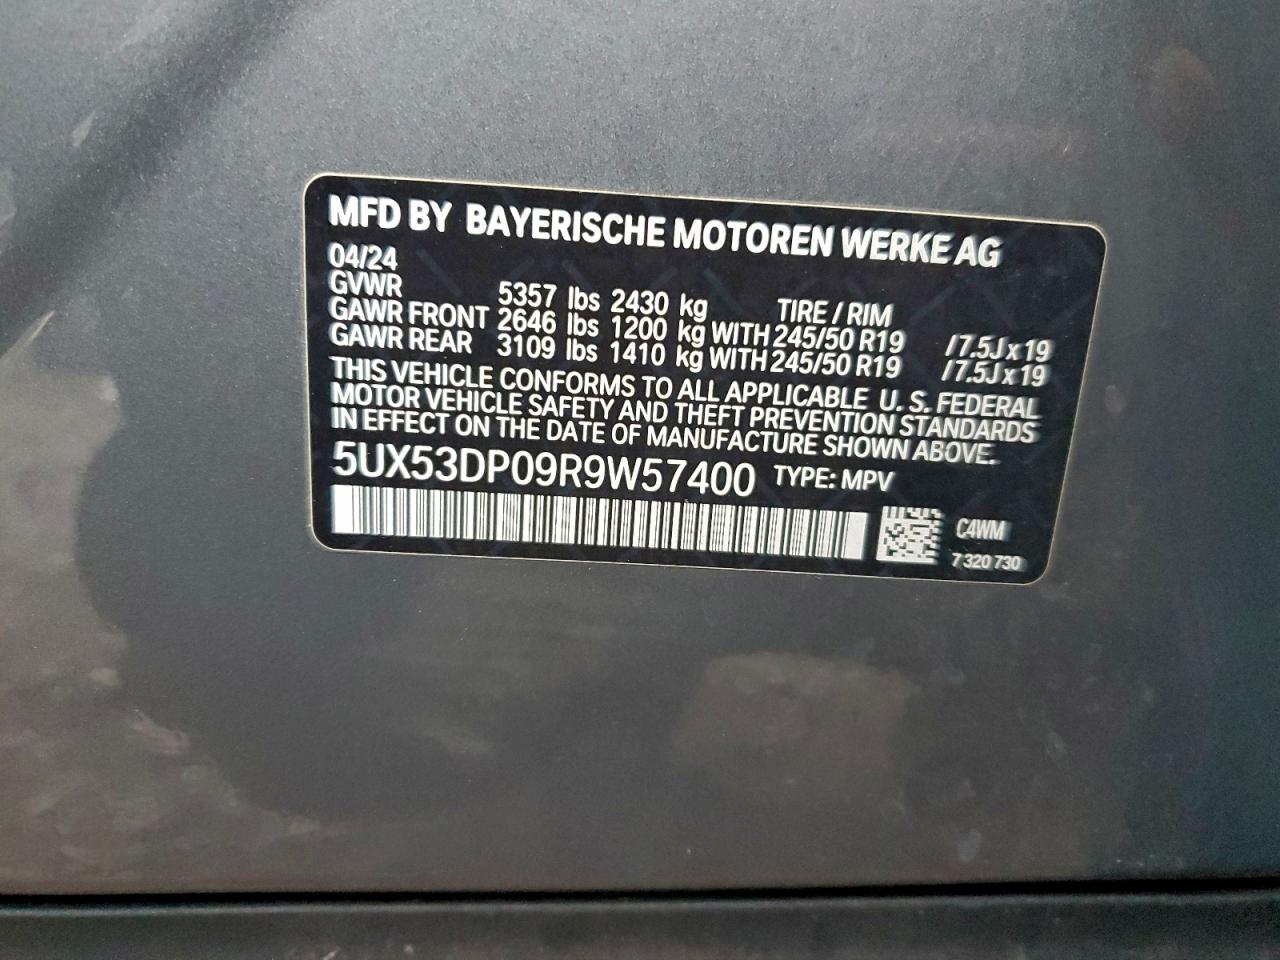 MFD BY BAYERISCHE MOTOREN WERKE AG
04/24
GVWR 5357 lbs 2430 kg TIRE / RIM
GAWR FRONT 2646 lbs 1200 kg WITH 245/50 R19 / 7.5J x 19
GAWR REAR 3109 lbs 1410 kg WITH 245/50 R19 / 7.5J x 19
THIS VEHICLE CONFORMS TO ALL APPLICABLE U. S. FEDERAL
MOTOR VEHICLE SAFETY AND THEFT PREVENTION STANDARDS
IN EFFECT ON THE DATE OF MANUFACTURE SHOWN ABOVE.
5UX53DP09R9W57400 TYPE: MPV
C4WM
7 320 730